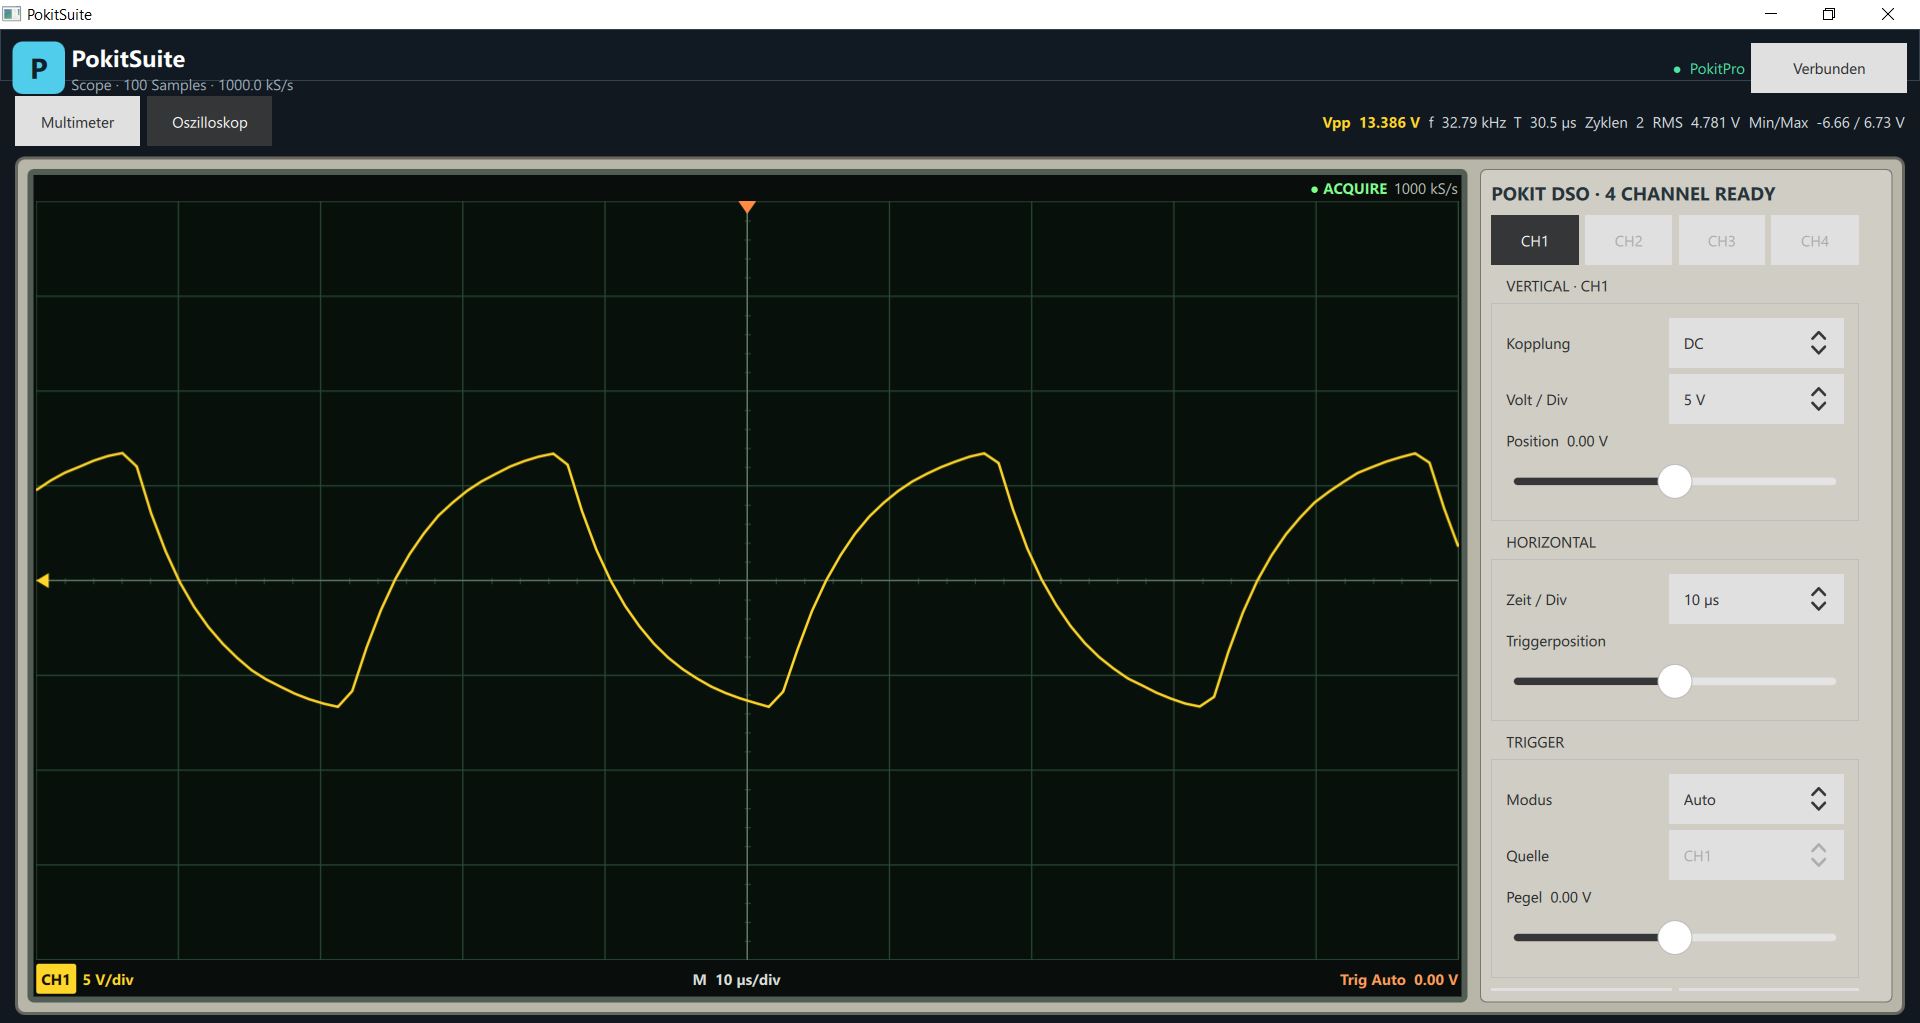 PokitSuite
P
PokitSuite
Scope · 100 Samples · 1000.0 kS/s
● PokitPro
Verbunden
Multimeter
Oszilloskop
Vpp 13.386 V f 32.79 kHz T 30.5 µs Zyklen 2 RMS 4.781 V Min/Max -6.66 / 6.73 V
● ACQUIRE 1000 kS/s
CH1 5 V/div
M 10 µs/div
Trig Auto 0.00 V
POKIT DSO · 4 CHANNEL READY
CH1 CH2 CH3 CH4
VERTICAL · CH1
Kopplung DC
Volt / Div 5 V
Position 0.00 V
HORIZONTAL
Zeit / Div 10 µs
Triggerposition
TRIGGER
Modus Auto
Quelle CH1
Pegel 0.00 V